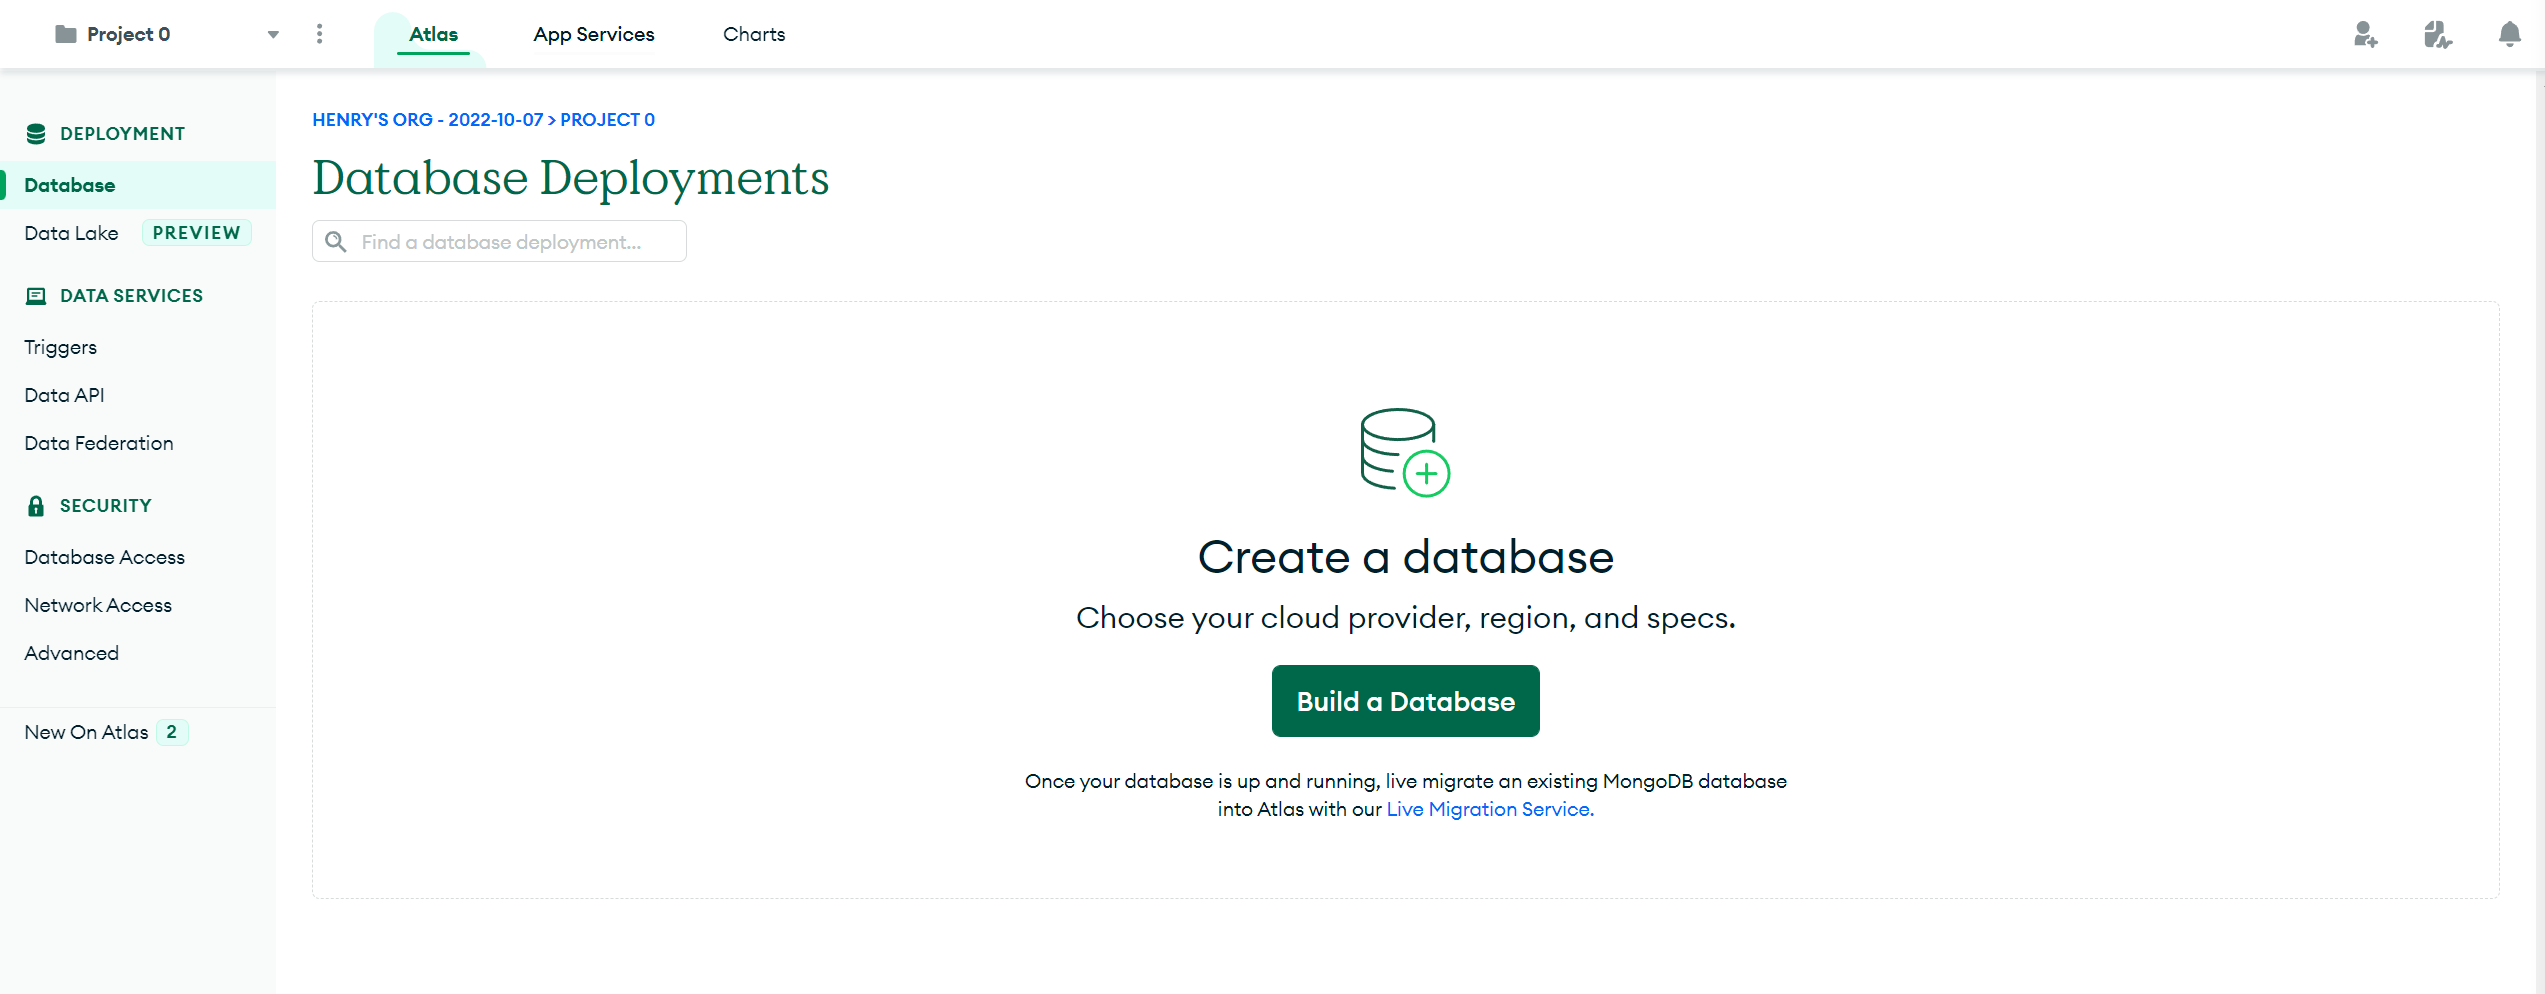 Project 0
Atlas
App Services
Charts
DEPLOYMENT
Database
Data Lake PREVIEW
DATA SERVICES
Triggers
Data API
Data Federation
SECURITY
Database Access
Network Access
Advanced
New On Atlas 2
HENRY'S ORG - 2022-10-07 > PROJECT 0
Database Deployments
Find a database deployment...
Create a database
Choose your cloud provider, region, and specs.
Build a Database
Once your database is up and running, live migrate an existing MongoDB database
into Atlas with our Live Migration Service.